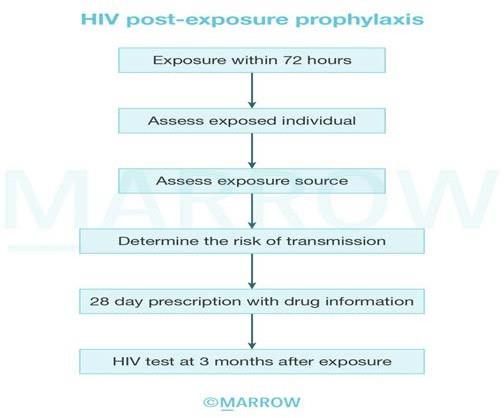 HIV post-exposure prophylaxis
Exposure within 72 hours
Assess exposed individual
Assess exposure source
MARROW
Determine the risk of transmission
28 day prescription with drug information
HIV test at 3 months after exposure
©MARROW